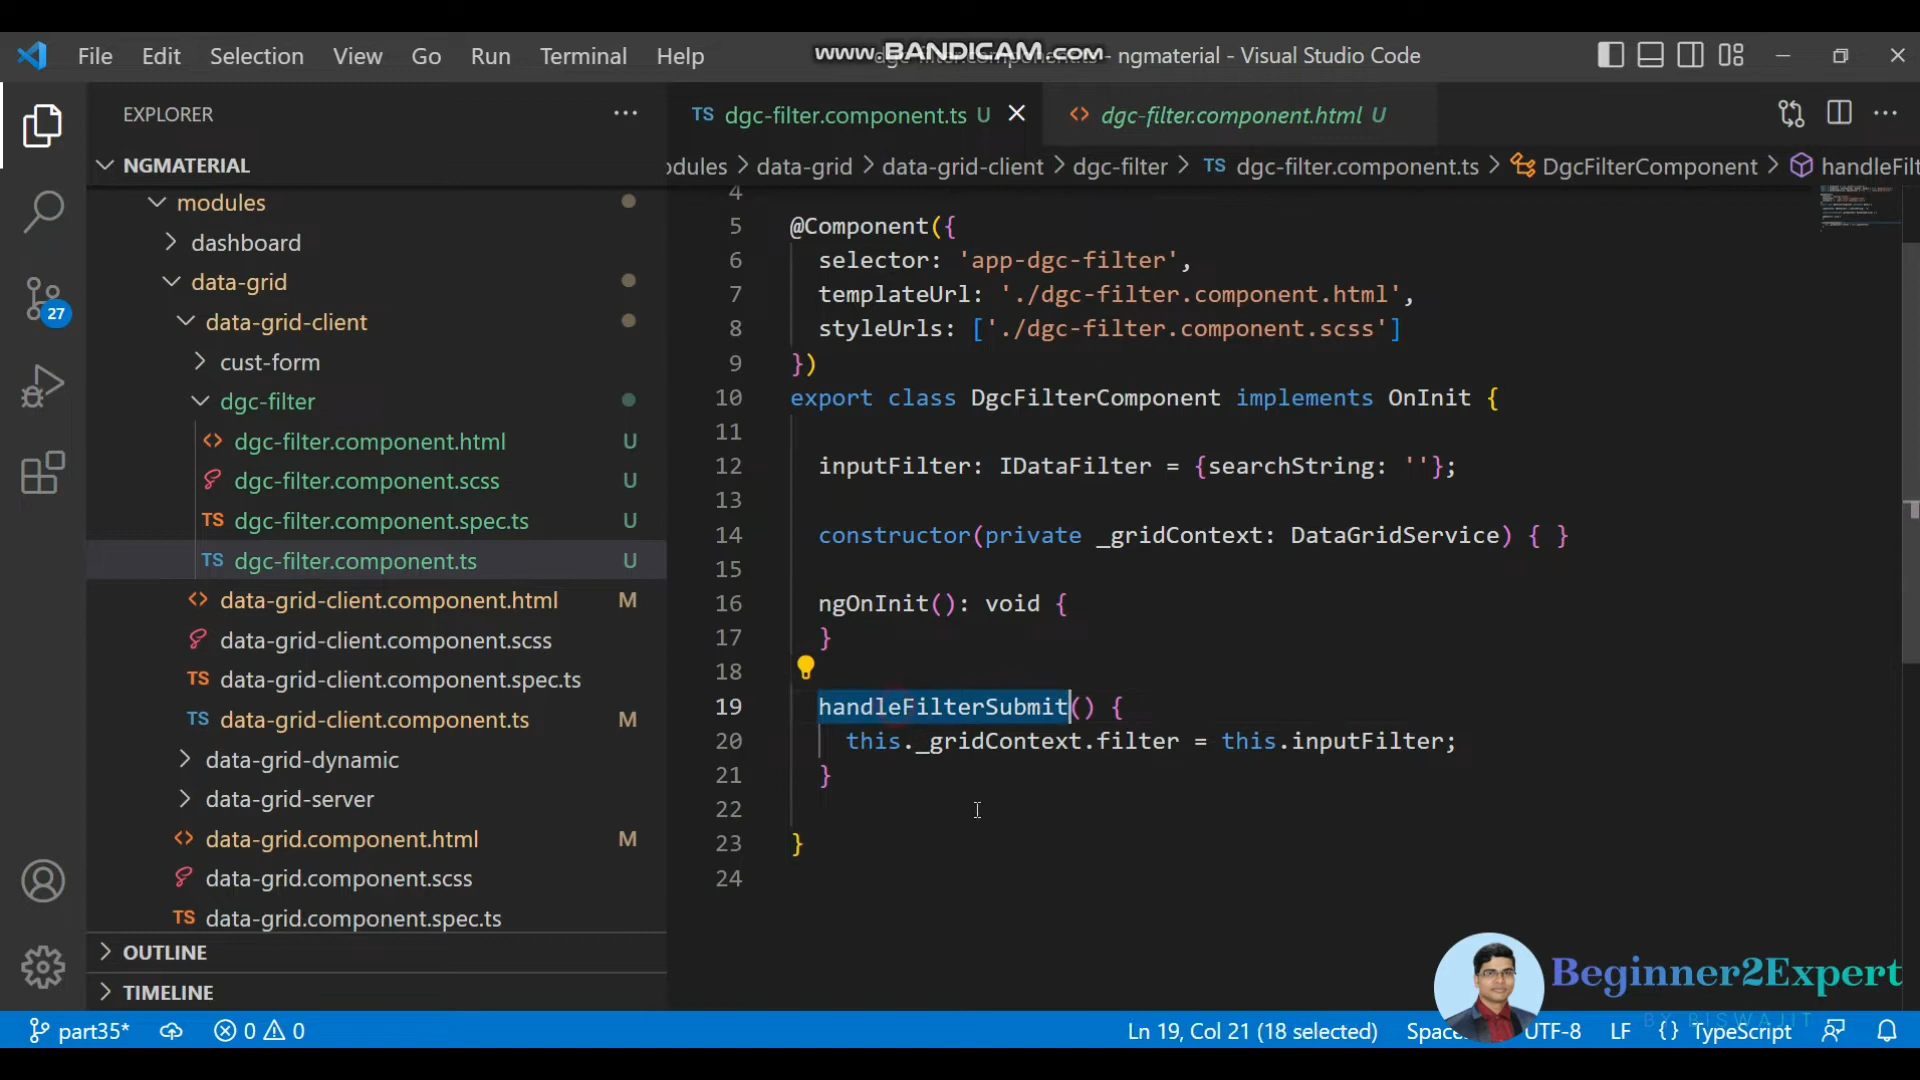 File Edit Selection View Go Run Terminal Help www.BANDICAM.com - ngmaterial - Visual Studio Code
EXPLORER
TS dgc-filter.component.ts U
<> dgc-filter.component.html U
NGMATERIAL
odules > data-grid > data-grid-client > dgc-filter > TS dgc-filter.component.ts > DgcFilterComponent > handleFilt
modules
dashboard
data-grid
data-grid-client
cust-form
dgc-filter
<> dgc-filter.component.html U
dgc-filter.component.scss U
TS dgc-filter.component.spec.ts U
TS dgc-filter.component.ts U
<> data-grid-client.component.html M
data-grid-client.component.scss
TS data-grid-client.component.spec.ts
TS data-grid-client.component.ts M
data-grid-dynamic
data-grid-server
<> data-grid.component.html M
data-grid.component.scss
TS data-grid.component.spec.ts
OUTLINE
TIMELINE
27
4
5 @Component({
6 selector: 'app-dgc-filter',
7 templateUrl: './dgc-filter.component.html',
8 styleUrls: ['./dgc-filter.component.scss']
9 })
10 export class DgcFilterComponent implements OnInit {
11
12 inputFilter: IDataFilter = {searchString: ''};
13
14 constructor(private _gridContext: DataGridService) { }
15
16 ngOnInit(): void {
17 }
18
19 handleFilterSubmit() {
20 this._gridContext.filter = this.inputFilter;
21 }
22
23 }
24
Beginner2Expert
BY BISWAJIT
part35* 0 0 Ln 19, Col 21 (18 selected) Space UTF-8 LF {} TypeScript